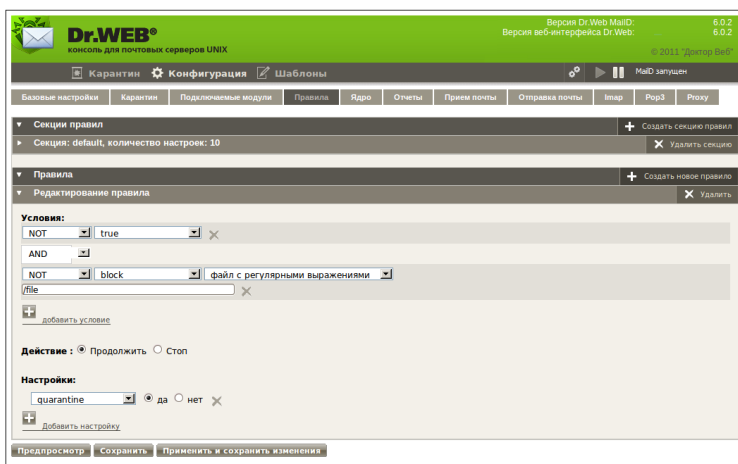 Dr.WEB®
консоль для почтовых серверов UNIX
Версия Dr.Web MailD: 6.0.2
Версия веб-интерфейса Dr.Web: 6.0.2
© 2011 "Доктор Веб"
Карантин Конфигурация Шаблоны MailD запущен
Базовые настройки Карантин Подключаемые модули Правила Ядро Отчеты Прием почты Отправка почты Imap Pop3 Proxy
Секции правил Создать секцию правил
Секция: default, количество настроек: 10 Удалить секцию
Правила Создать новое правило
Редактирование правила Удалить
Условия:
NOT true
AND
NOT block файл с регулярными выражениями
/file
добавить условие
Действие : Продолжить Стоп
Настройки:
quarantine да нет
Добавить настройку
Предпросмотр Сохранить Применить и сохранить изменения